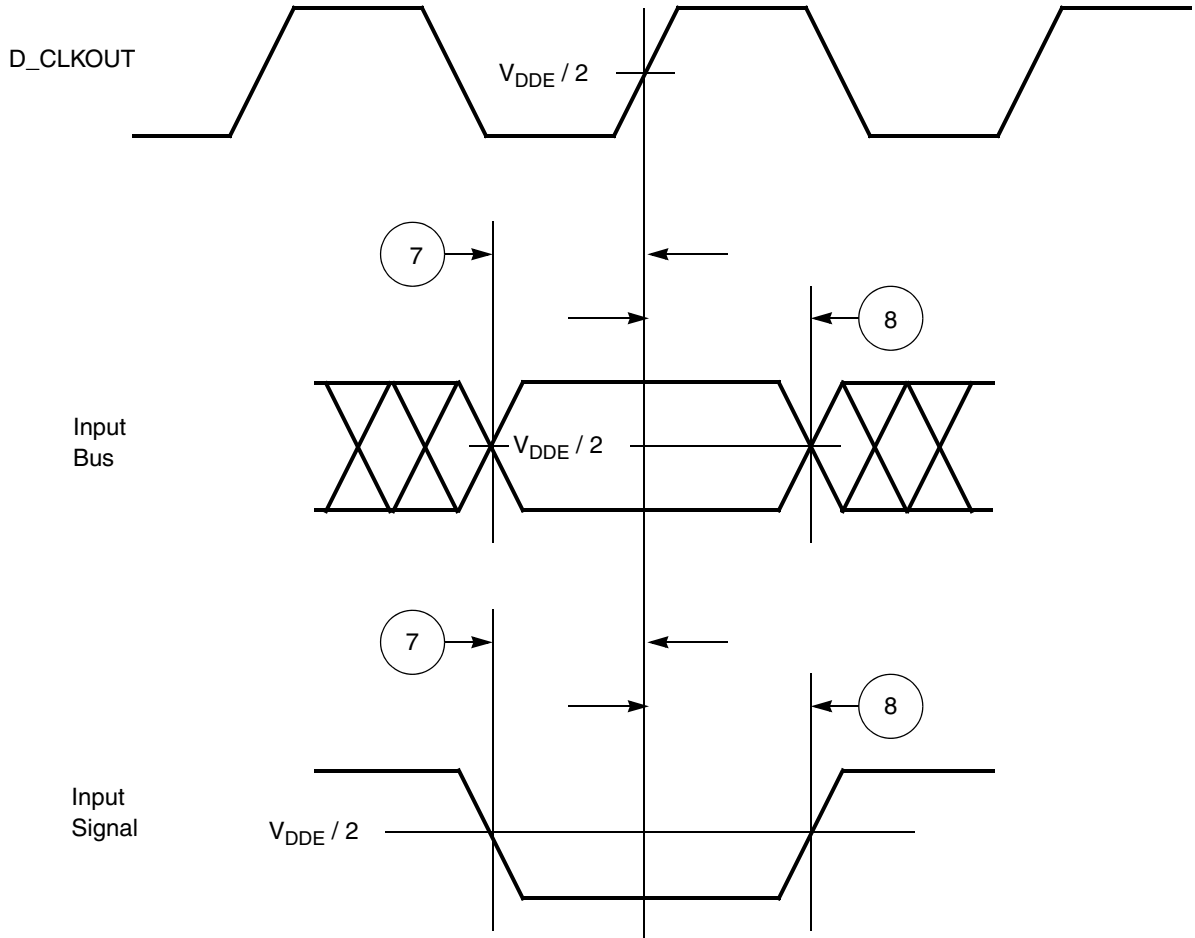 D_CLKOUT
V_DDE / 2
7
8
Input
Bus
V_DDE / 2
7
8
Input
Signal
V_DDE / 2